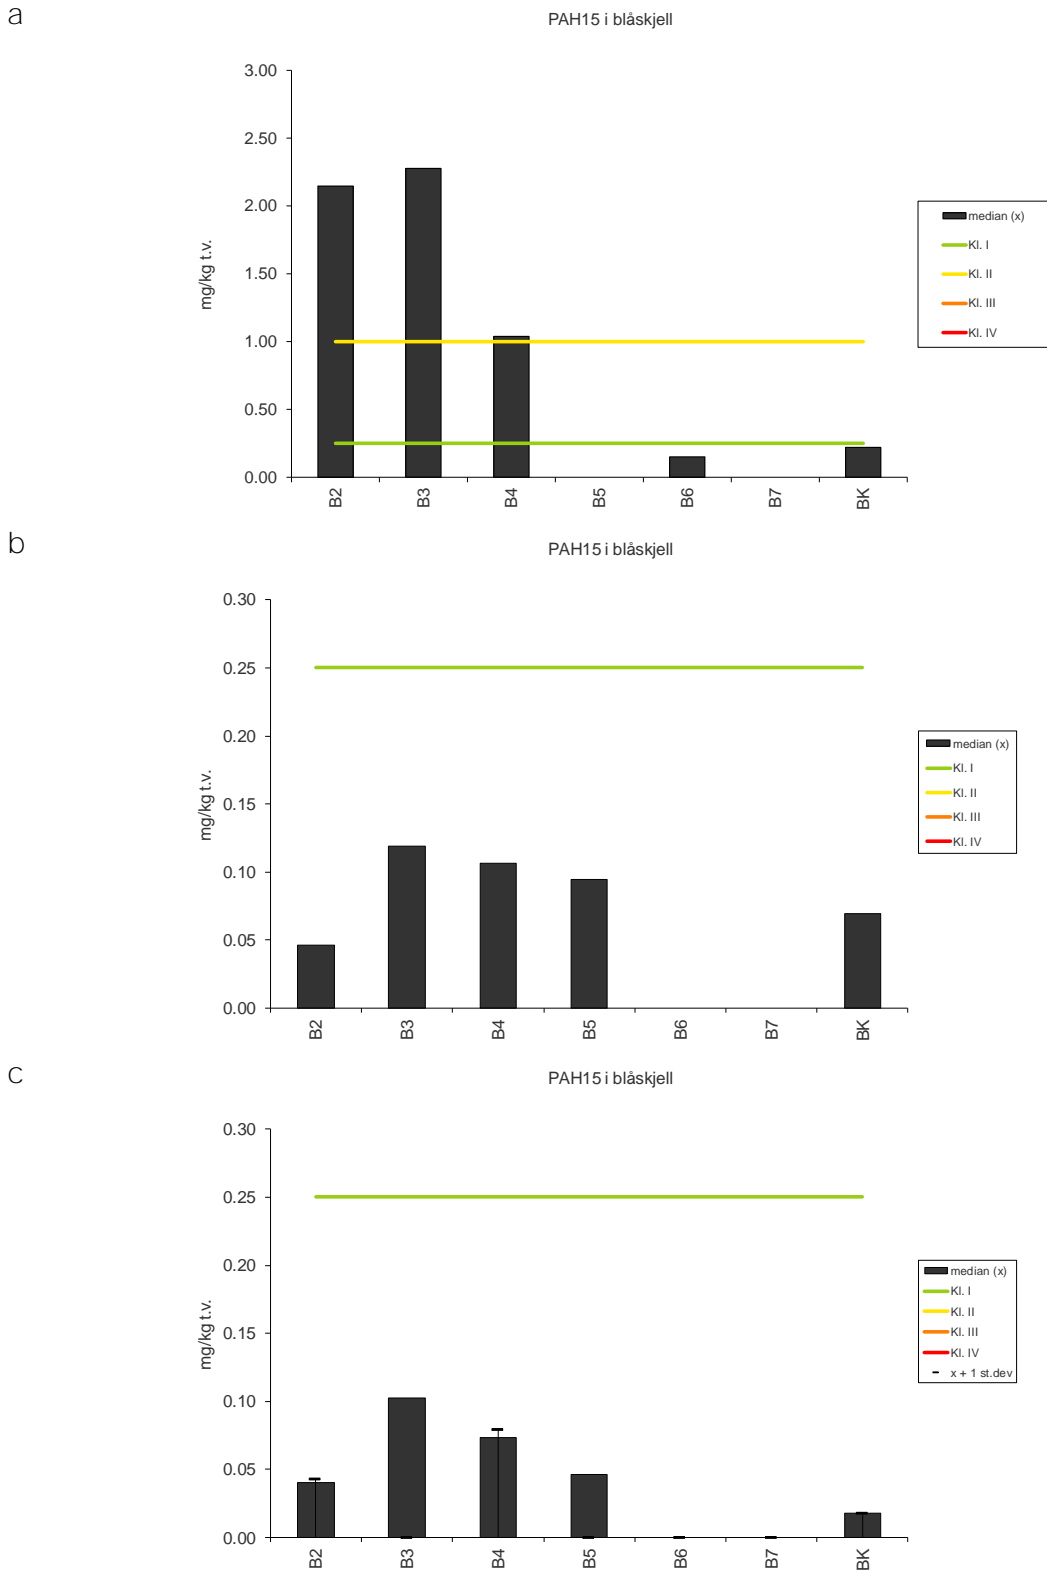 a
PAH15 i blåskjell
3.00
2.50
2.00
1.50
1.00
0.50
0.00
mg/kg t.v.
B2
B3
B4
B5
B6
B7
BK
median (x)
Kl. I
Kl. II
Kl. III
Kl. IV
b
PAH15 i blåskjell
0.30
0.25
0.20
0.15
0.10
0.05
0.00
mg/kg t.v.
B2
B3
B4
B5
B6
B7
BK
median (x)
Kl. I
Kl. II
Kl. III
Kl. IV
c
PAH15 i blåskjell
0.30
0.25
0.20
0.15
0.10
0.05
0.00
mg/kg t.v.
B2
B3
B4
B5
B6
B7
BK
median (x)
Kl. I
Kl. II
Kl. III
Kl. IV
x + 1 st.dev